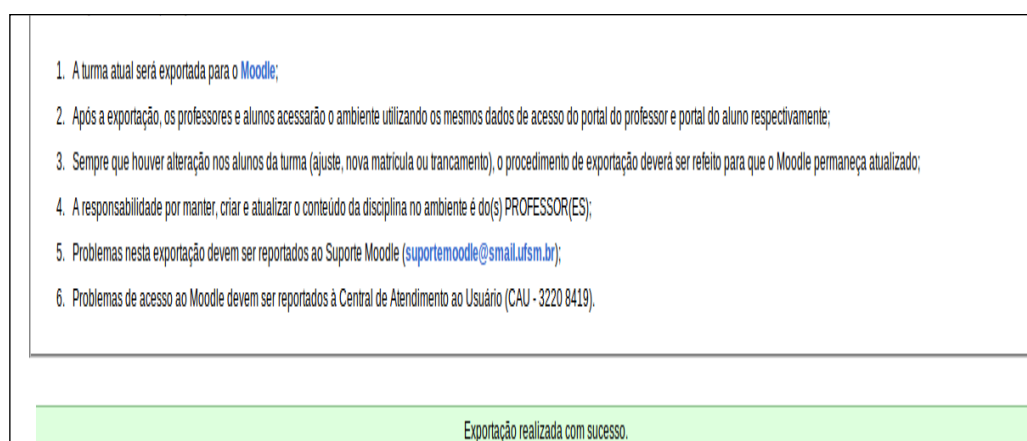 1. A turma atual será exportada para o Moodle;
2. Após a exportação, os professores e alunos acessarão o ambiente utilizando os mesmos dados de acesso do portal do professor e portal do aluno respectivamente;
3. Sempre que houver alteração nos alunos da turma (ajuste, nova matrícula ou trancamento), o procedimento de exportação deverá ser refeito para que o Moodle permaneça atualizado;
4. A responsabilidade por manter, criar e atualizar o conteúdo da disciplina no ambiente é do(s) PROFESSOR(ES);
5. Problemas nesta exportação devem ser reportados ao Suporte Moodle (suportemoodle@smail.ufsm.br);
6. Problemas de acesso ao Moodle devem ser reportados à Central de Atendimento ao Usuário (CAU - 3220 8419).
Exportação realizada com sucesso.